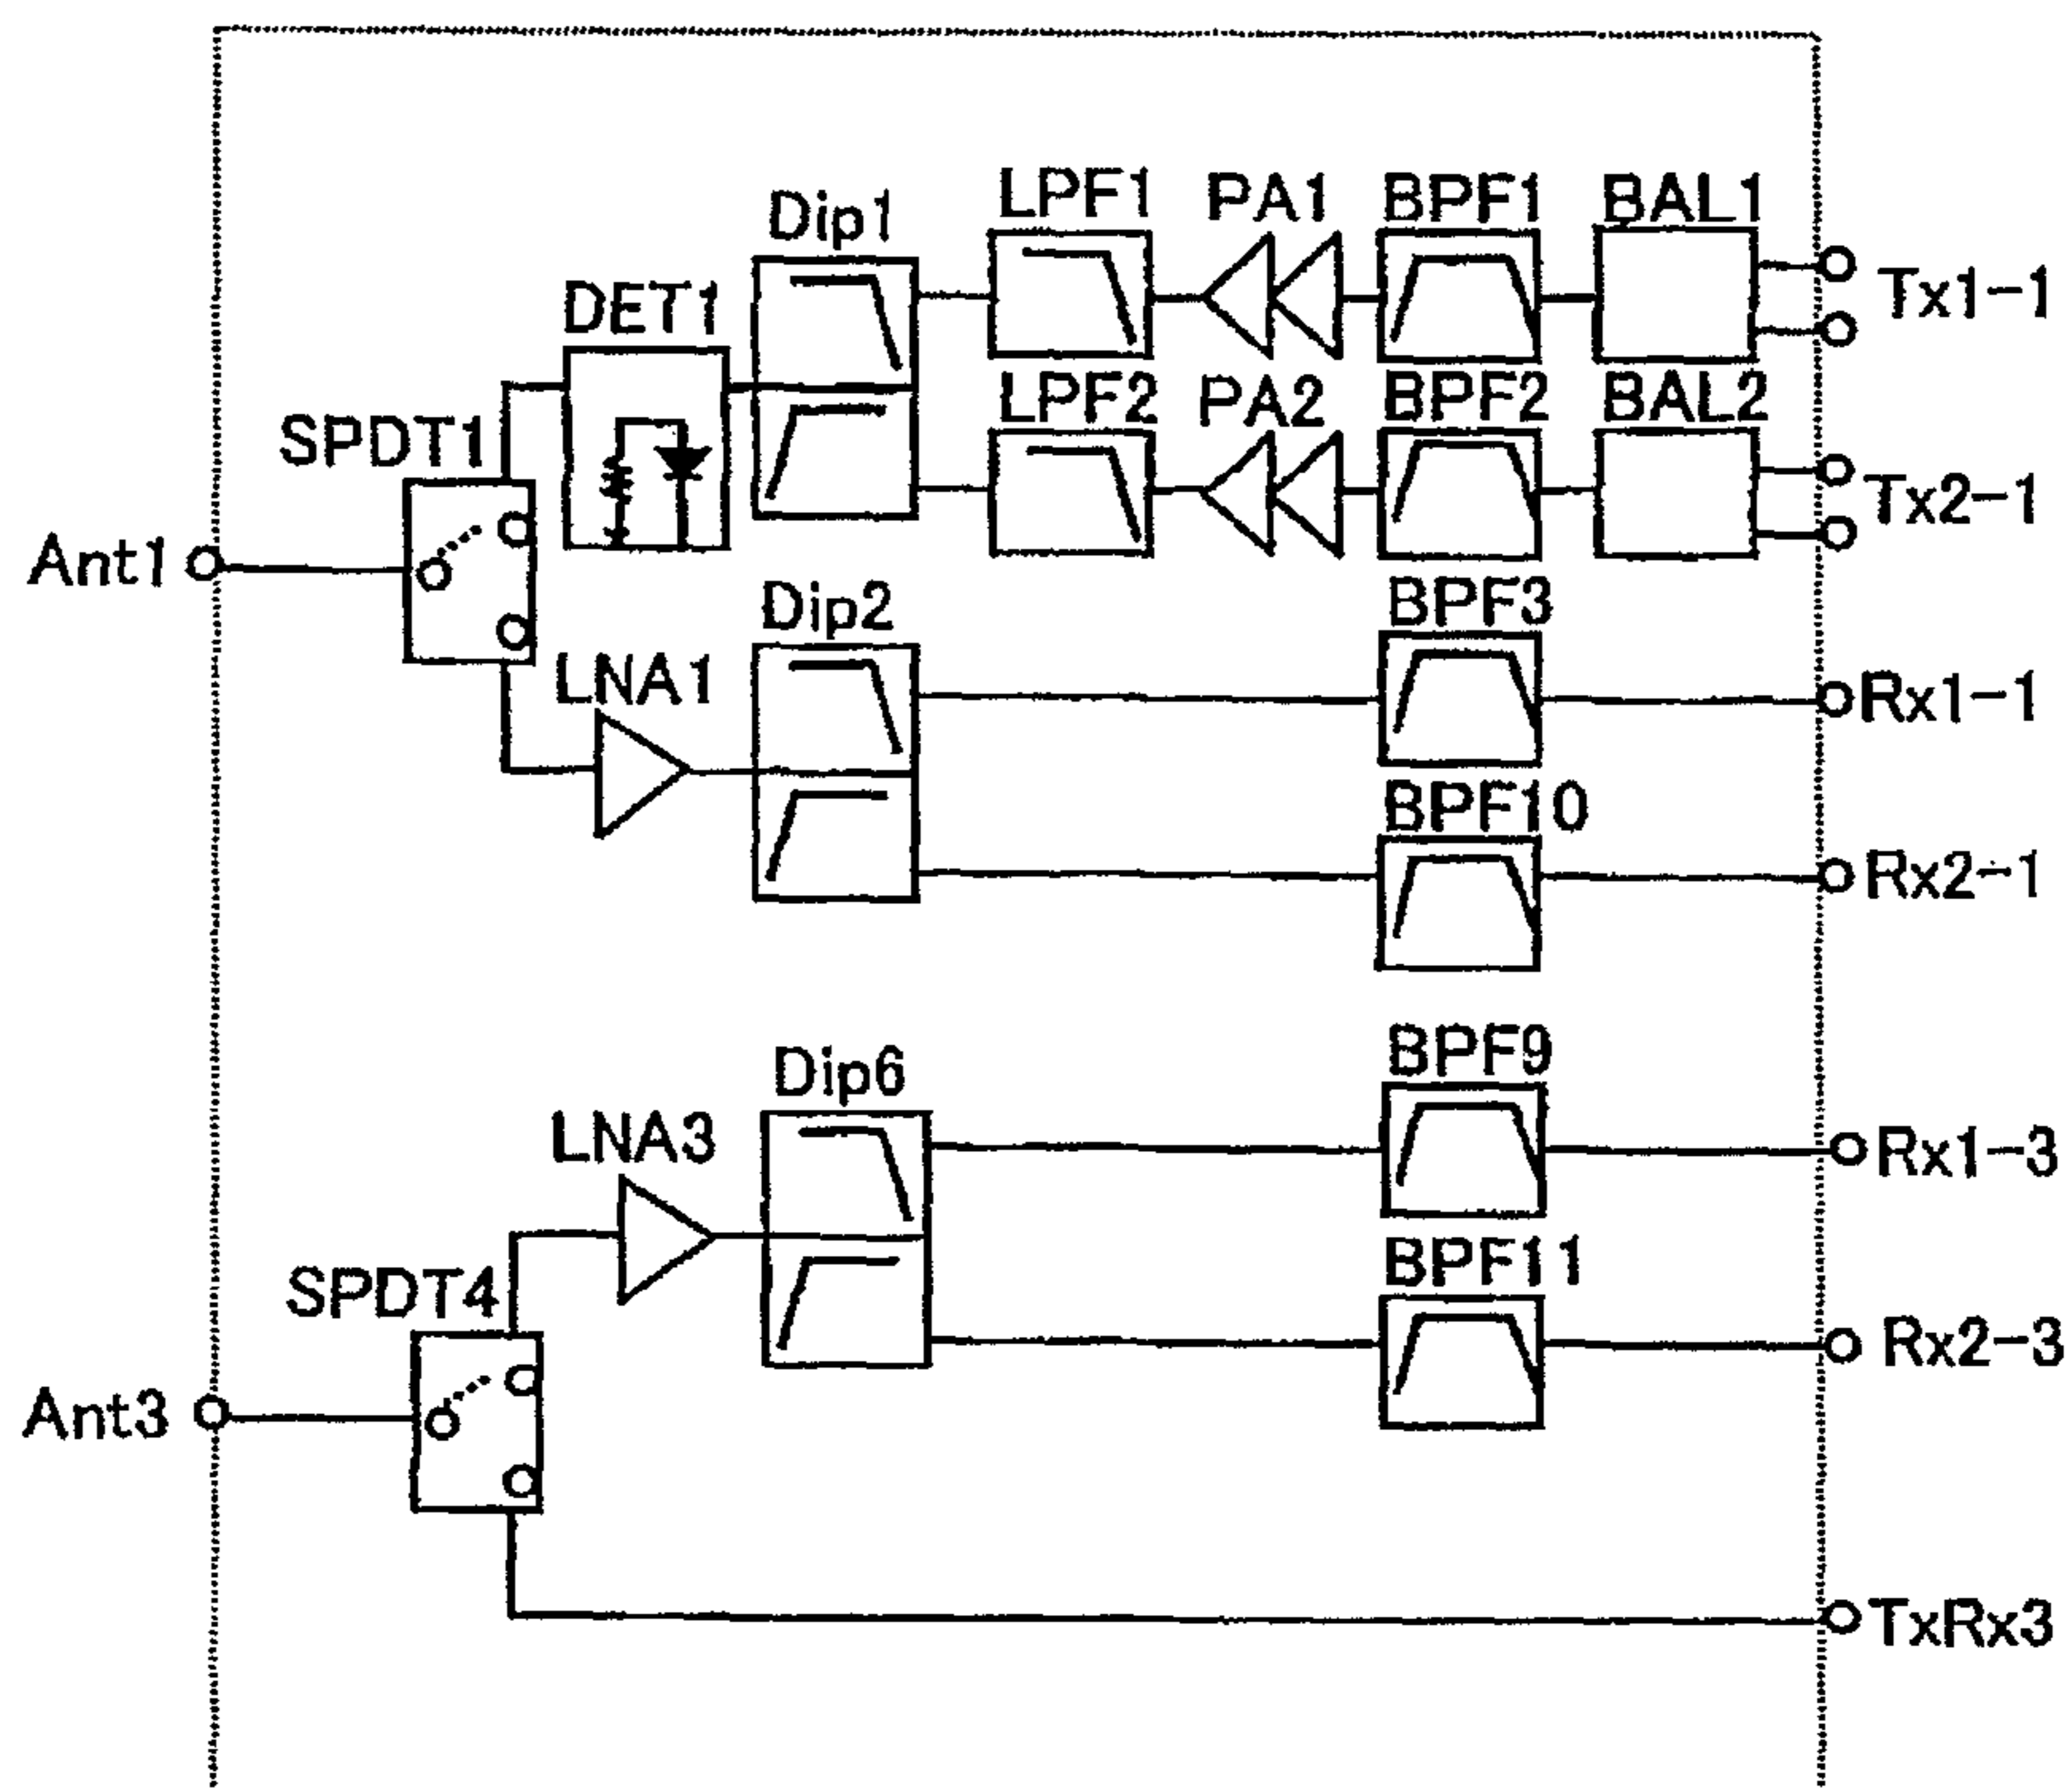 LPF1 PA1 BPF1 BAL1
Dip1
Tx1-1
DET1
LPF2 PA2 BPF2 BAL2
SPDT1
Tx2-1
Ant1
Dip2 BPF3
LNA1
Rx1-1
BPF10
Rx2-1
BPF9
Dip6
LNA3
Rx1-3
BPF11
SPDT4
Rx2-3
Ant3
TxRx3